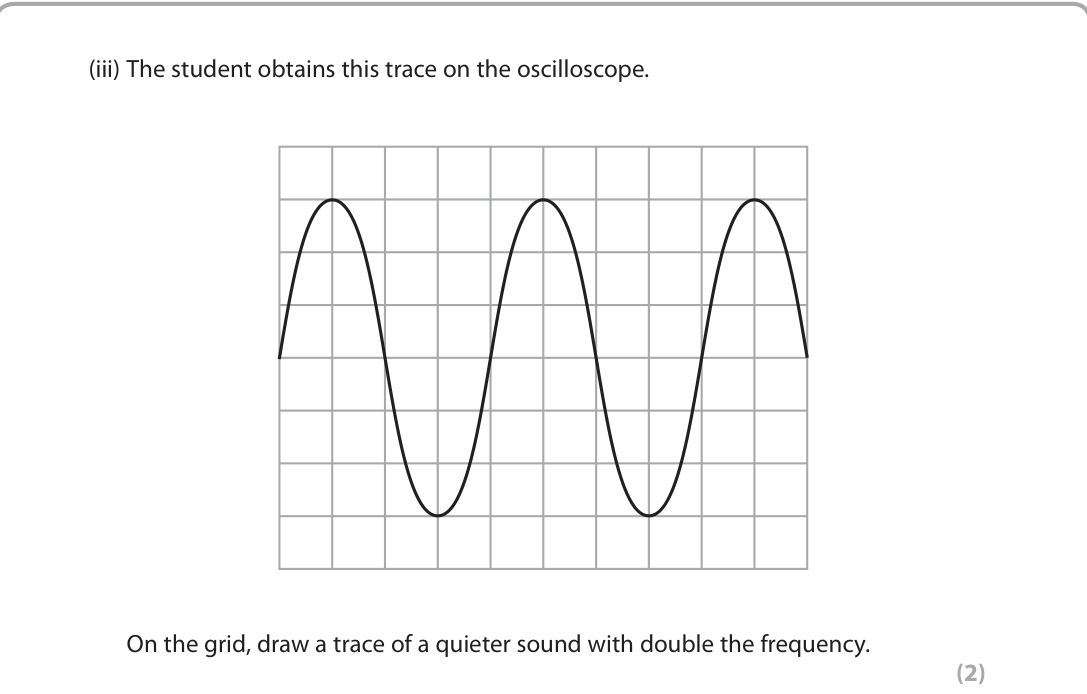 (iii) The student obtains this trace on the oscilloscope.
On the grid, draw a trace of a quieter sound with double the frequency.
(2)